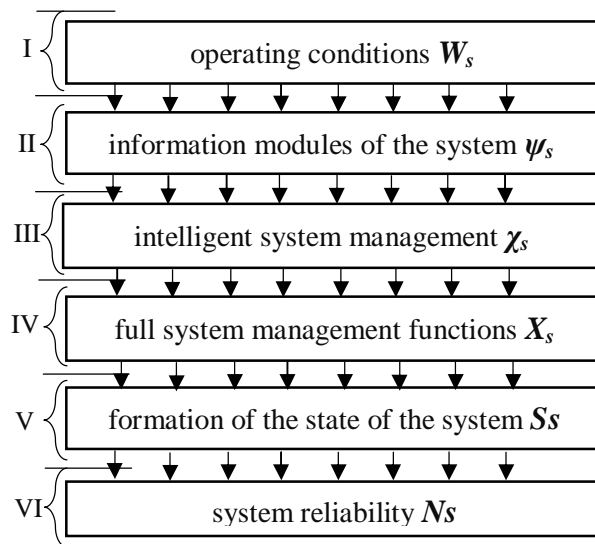 I
operating conditions Wₛ
II
information modules of the system ψₛ
III
intelligent system management χₛ
IV
full system management functions Xₛ
V
formation of the state of the system Ss
VI
system reliability Ns